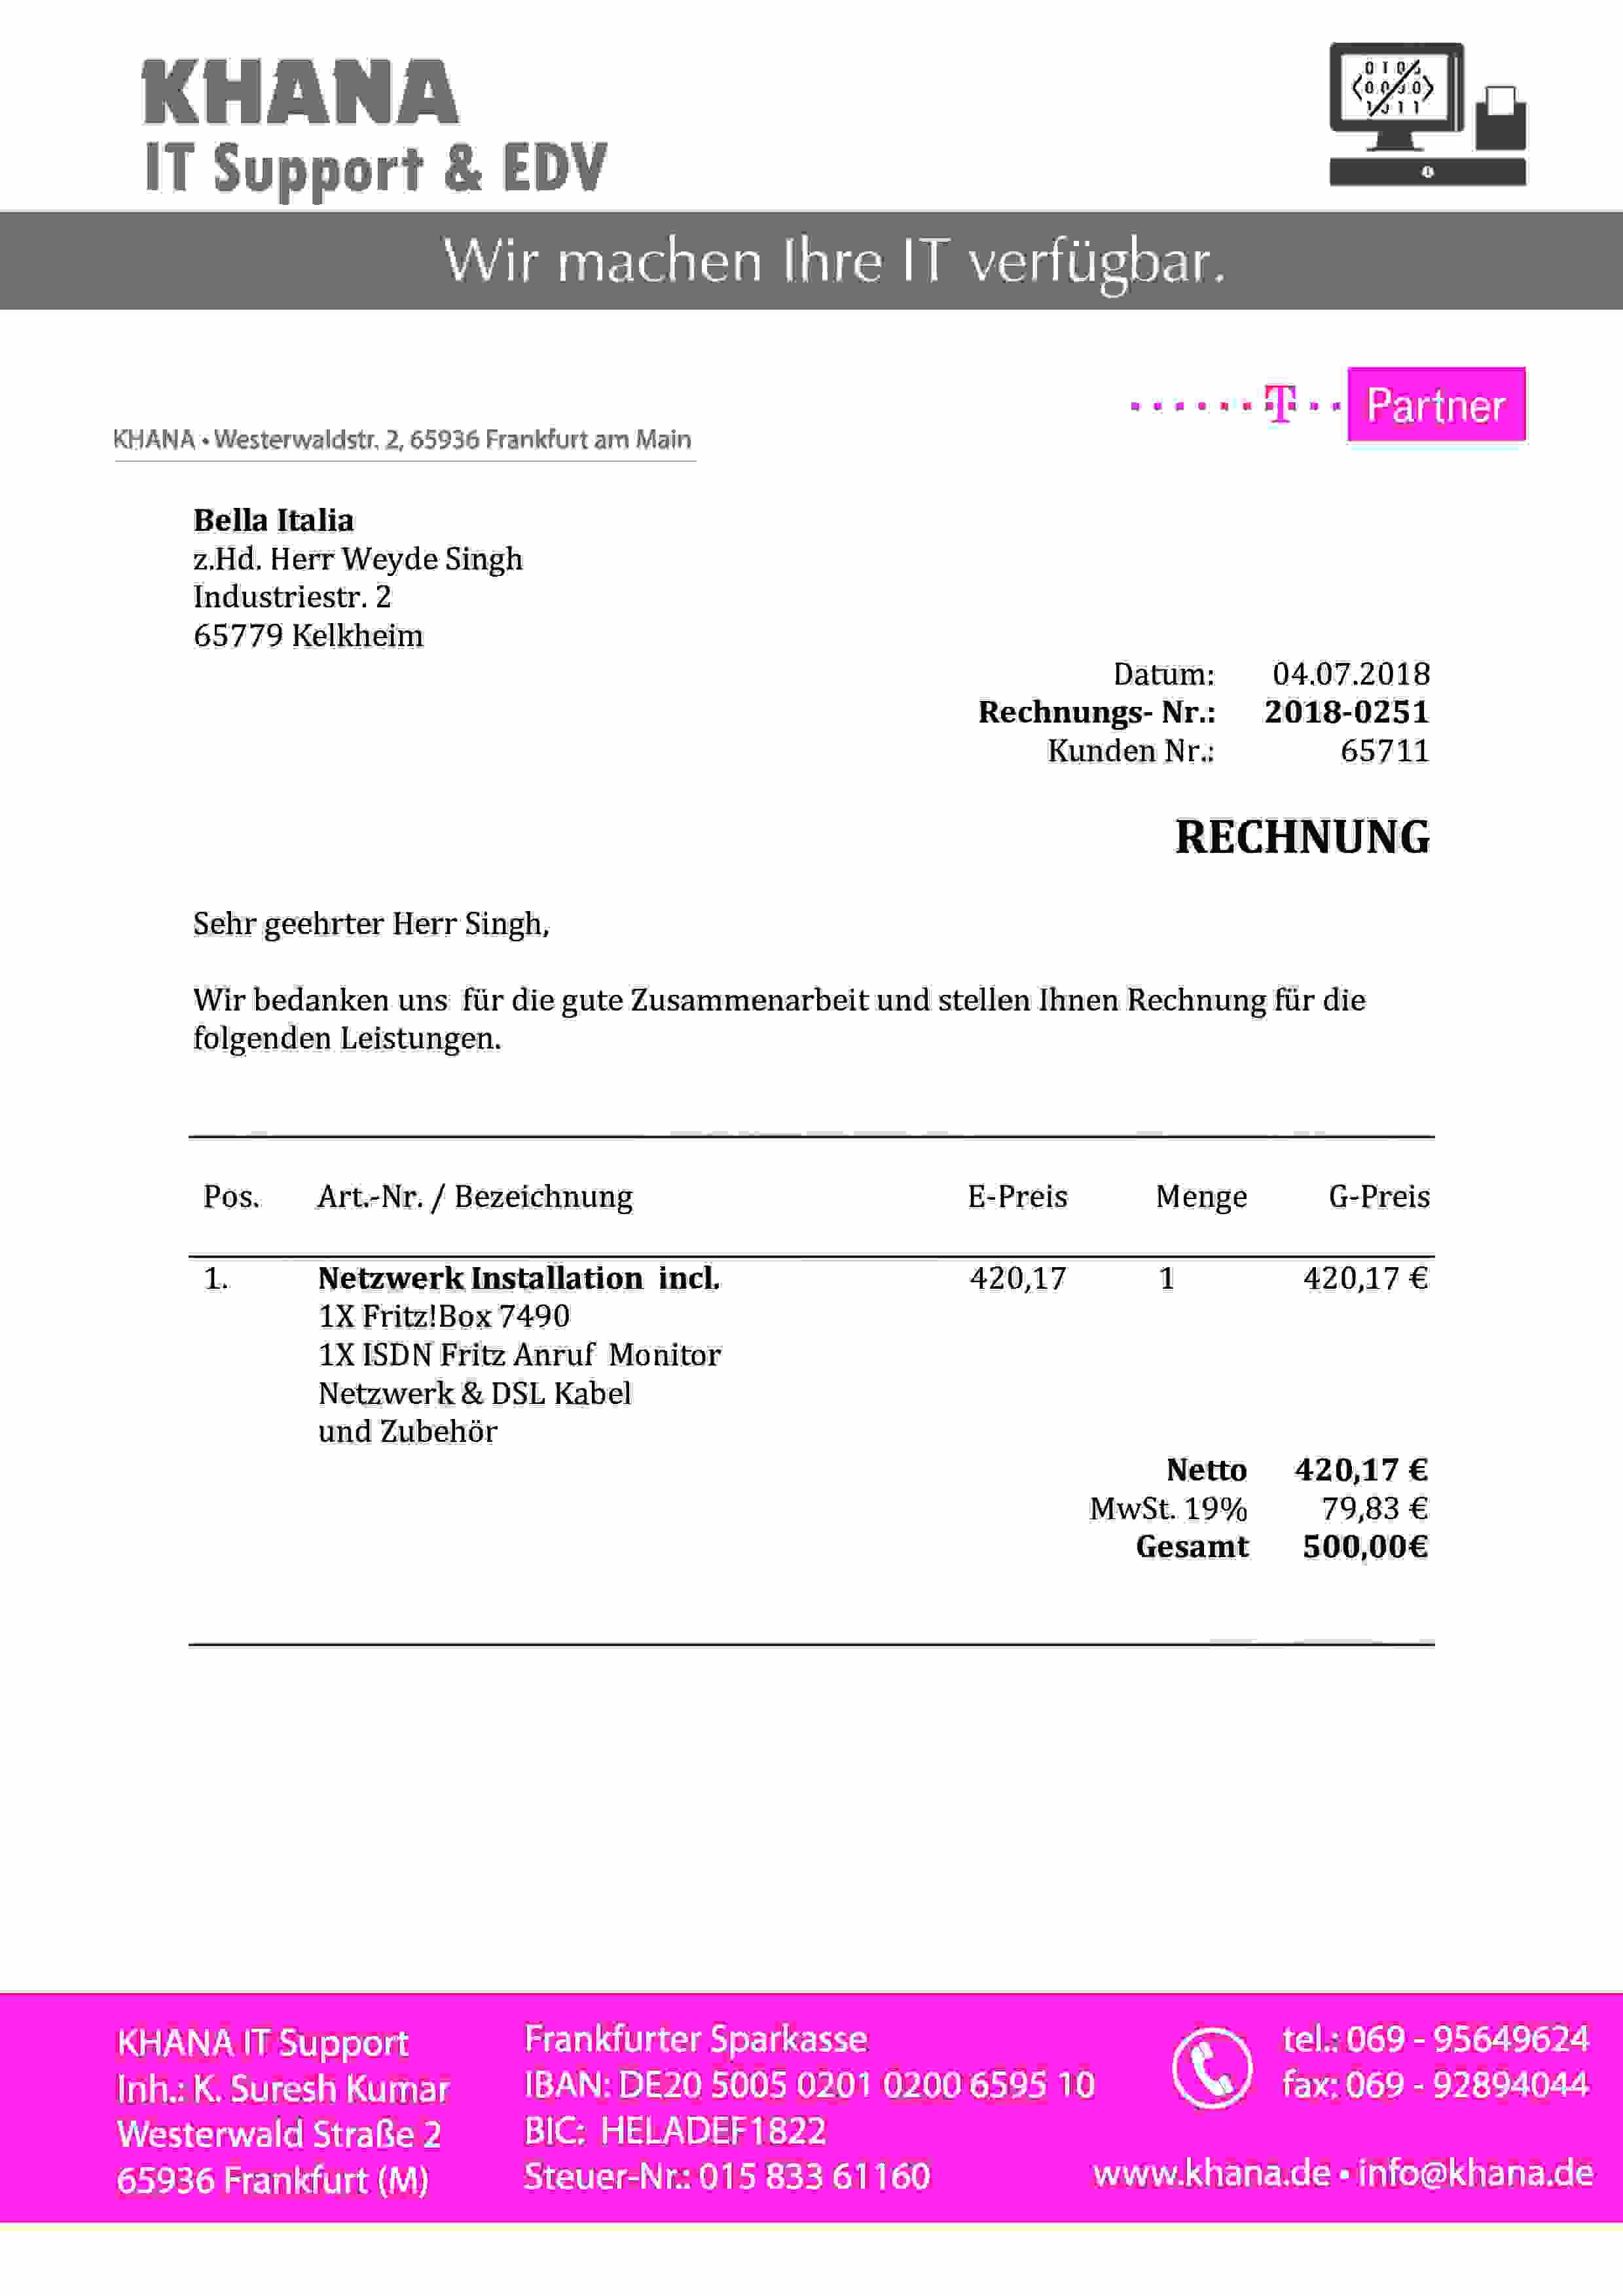 KHANA
IT Support & EDV
Wir machen Ihre IT verfügbar.
T Partner
KHANA • Westerwaldstr. 2, 65936 Frankfurt am Main
Bella Italia
z.Hd. Herr Weyde Singh
Industriestr. 2
65779 Kelkheim
Datum: 04.07.2018
Rechnungs- Nr.: 2018-0251
Kunden Nr.: 65711
RECHNUNG
Sehr geehrter Herr Singh,
Wir bedanken uns für die gute Zusammenarbeit und stellen Ihnen Rechnung für die
folgenden Leistungen.
Pos. Art.-Nr. / Bezeichnung E-Preis Menge G-Preis
1. Netzwerk Installation incl. 420,17 1 420,17 €
1X Fritz!Box 7490
1X ISDN Fritz Anruf Monitor
Netzwerk & DSL Kabel
und Zubehör
Netto 420,17 €
MwSt. 19% 79,83 €
Gesamt 500,00€
KHANA IT Support
Inh.: K. Suresh Kumar
Westerwald Straße 2
65936 Frankfurt (M)
Frankfurter Sparkasse
IBAN: DE20 5005 0201 0200 6595 10
BIC: HELADEF1822
Steuer-Nr.: 015 833 61160
tel.: 069 - 95649624
fax: 069 - 92894044
www.khana.de • info@khana.de